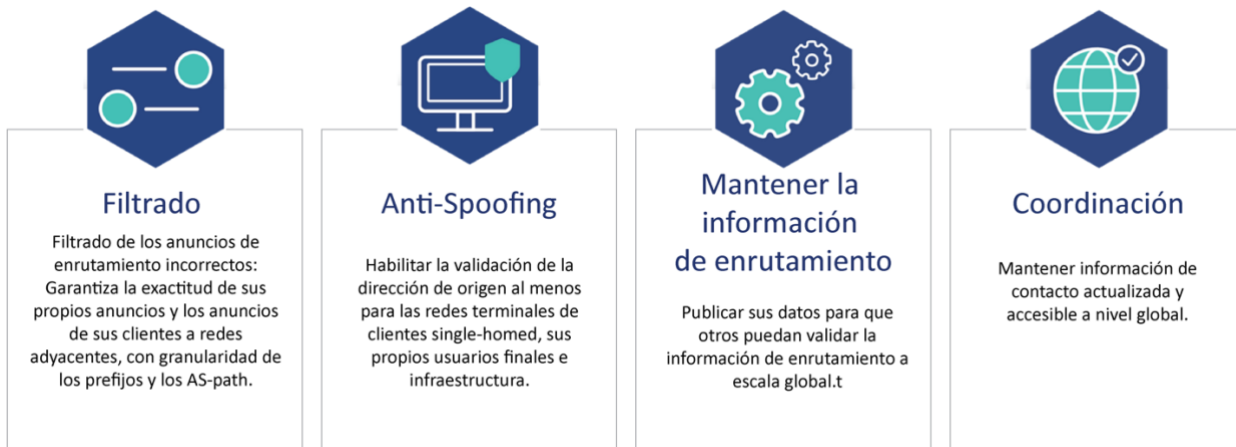 Filtrado
Filtrado de los anuncios de
enrutamiento incorrectos:
Garantiza la exactitud de sus
propios anuncios y los anuncios
de sus clientes a redes
adyacentes, con granularidad de
los prefijos y los AS-path.
Anti-Spoofing
Habilitar la validación de la
dirección de origen al menos
para las redes terminales de
clientes single-homed, sus
propios usuarios finales e
infraestructura.
Mantener la
información
de enrutamiento
Publicar sus datos para que
otros puedan validar la
información de enrutamiento a
escala global.t
Coordinación
Mantener información de
contacto actualizada y
accesible a nivel global.